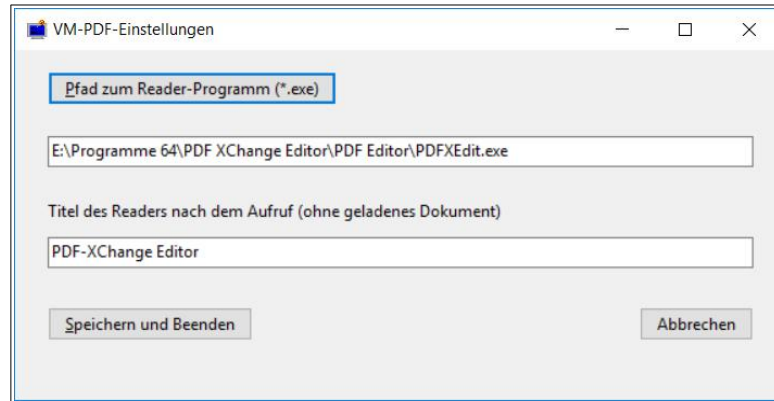 VM-PDF-Einstellungen
Pfad zum Reader-Programm (*.exe)
E:\Programme 64\PDF XChange Editor\PDF Editor\PDFXEdit.exe
Titel des Readers nach dem Aufruf (ohne geladenes Dokument)
PDF-XChange Editor
Speichern und Beenden
Abbrechen